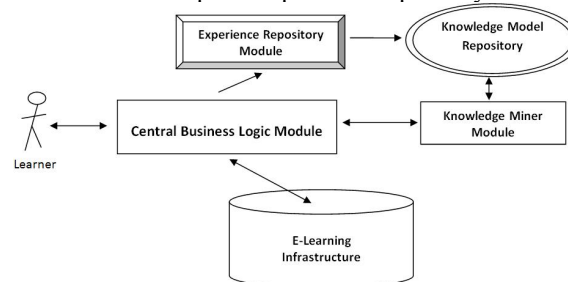 Experience Repository
Module
Knowledge Model
Repository
Central Business Logic Module
Knowledge Miner
Module
Learner
E-Learning
Infrastructure